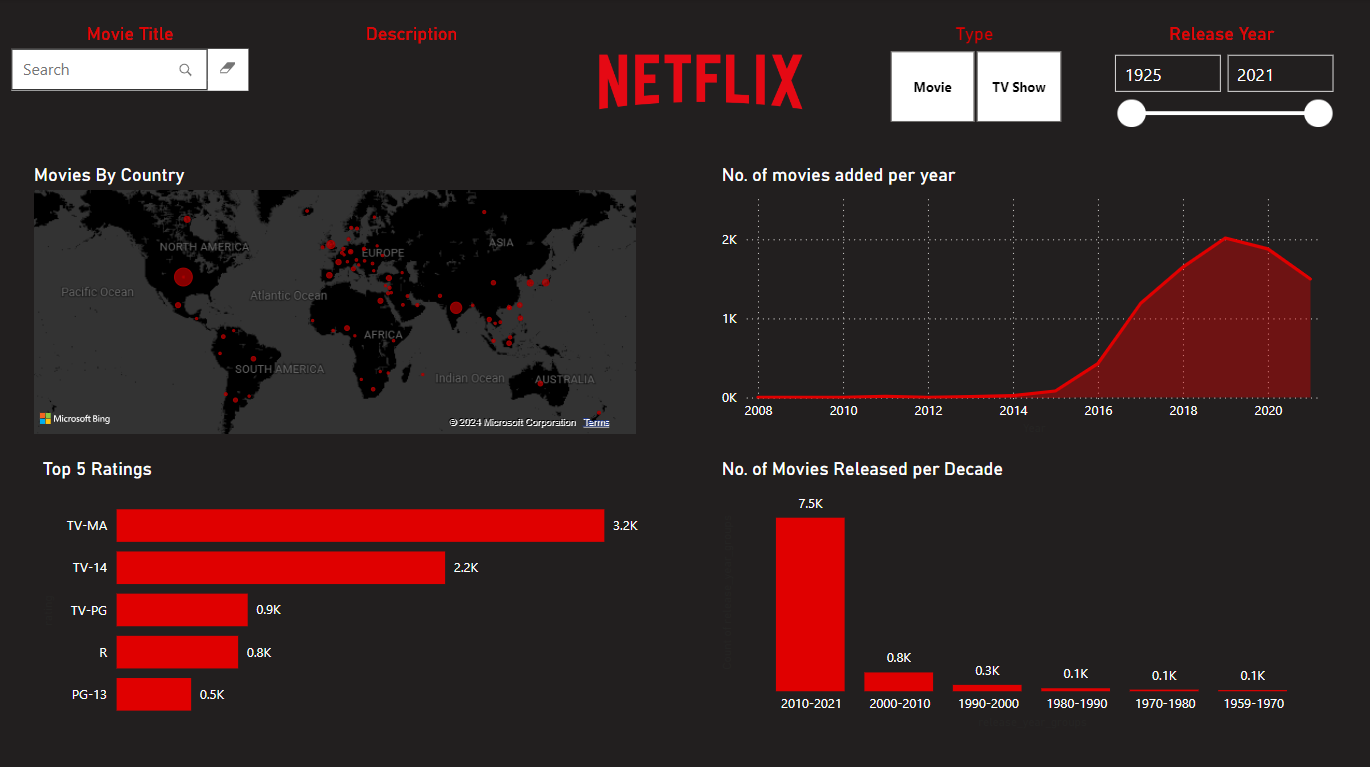 Movie Title
Description
Type
Release Year
Search
NETFLIX
Movie
TV Show
1925
2021
Movies By Country
NORTH AMERICA
EUROPE
ASIA
Pacific Ocean
Atlantic Ocean
AFRICA
SOUTH AMERICA
Indian Ocean
AUSTRALIA
Microsoft Bing
© 2024 Microsoft Corporation Terms
No. of movies added per year
2K
1K
0K
2008 2010 2012 2014 2016 2018 2020
Top 5 Ratings
TV-MA 3.2K
TV-14 2.2K
TV-PG 0.9K
R 0.8K
PG-13 0.5K
No. of Movies Released per Decade
7.5K
0.8K
0.3K
0.1K
0.1K
0.1K
2010-2021 2000-2010 1990-2000 1980-1990 1970-1980 1959-1970